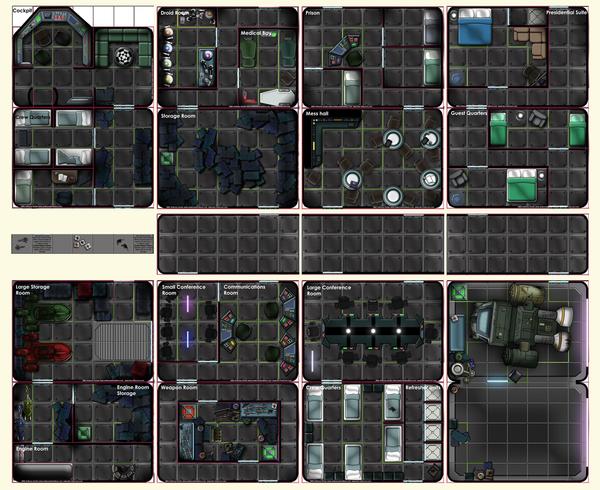 Cockpit
Droid Room
Medical Bay
Prison
Presidential Suite
Crew Quarters
Storage Room
Mess hall
Guest Quarters
Large Storage
Room
Small Conference
Room
Communications
Room
Large Conference
Room
Engine Room
Storage
Engine Room
Weapon Room
Crew Quarters